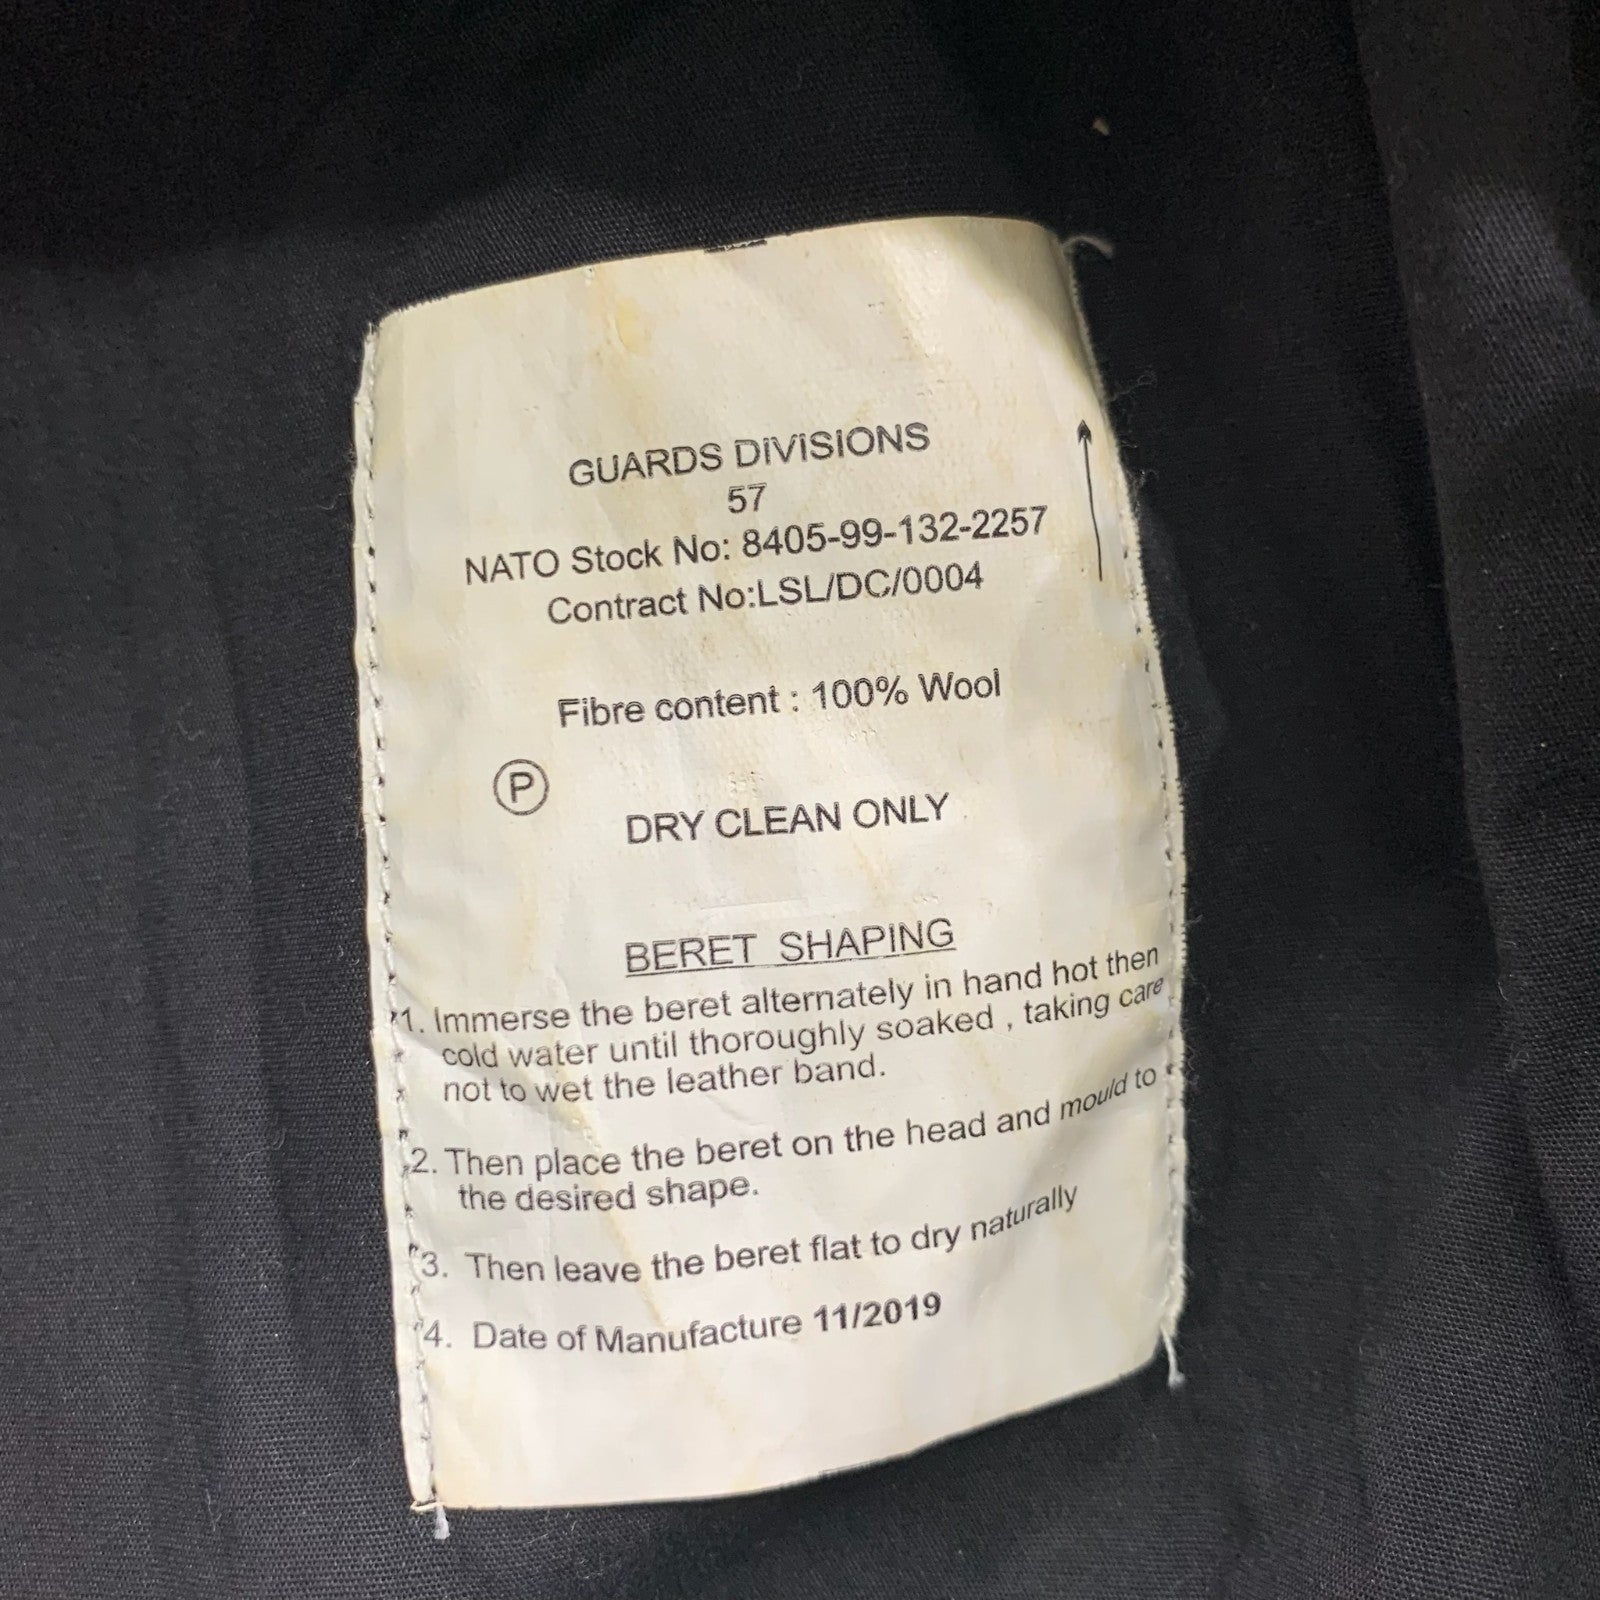 GUARDS DIVISIONS
57
NATO Stock No: 8405-99-132-2257
Contract No:LSL/DC/0004
Fibre content : 100% Wool
P
DRY CLEAN ONLY
BERET SHAPING
1. Immerse the beret alternately in hand hot then
cold water until thoroughly soaked , taking care
not to wet the leather band.
2. Then place the beret on the head and mould to
the desired shape.
3. Then leave the beret flat to dry naturally
4. Date of Manufacture 11/2019